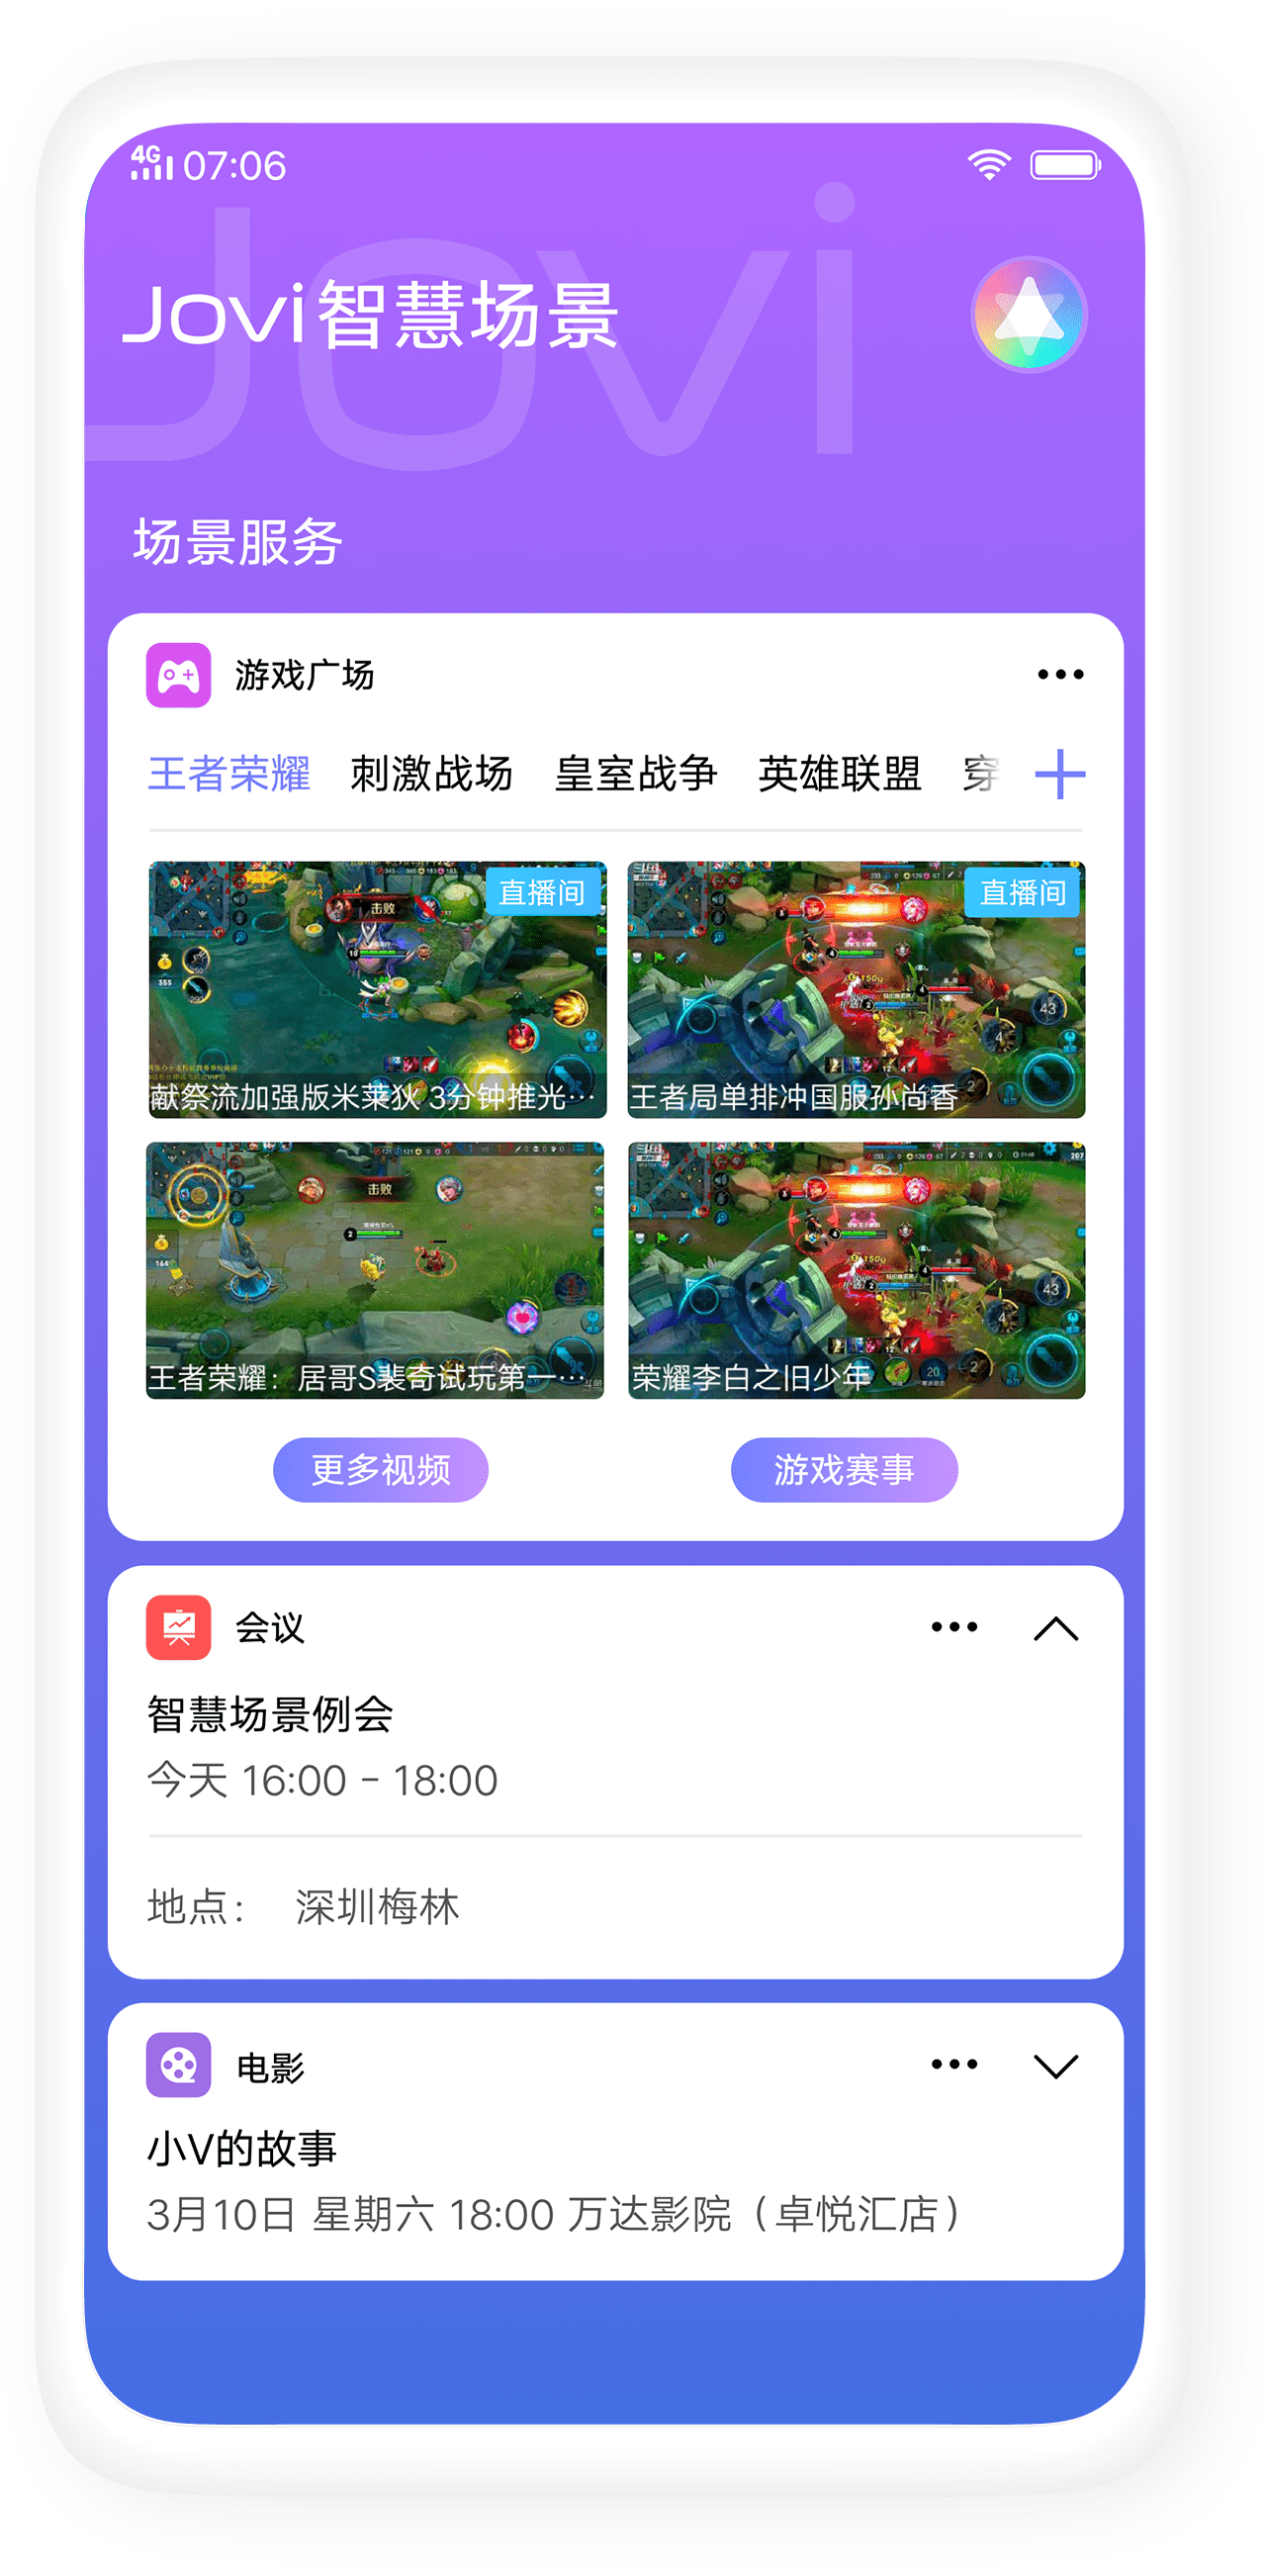 4G 07:06
Jovi
Jovi智慧场景
场景服务
游戏广场
王者荣耀 刺激战场 皇室战争 英雄联盟 穿
直播间 直播间
击败
献祭流加强版米莱狄 3分钟推光… 王者局单排冲国服孙尚香
击败
王者荣耀：居哥S裴奇试玩第一… 荣耀李白之旧少年
更多视频 游戏赛事
会议
智慧场景例会
今天 16:00 - 18:00
地点： 深圳梅林
电影
小V的故事
3月10日 星期六 18:00 万达影院（卓悦汇店）